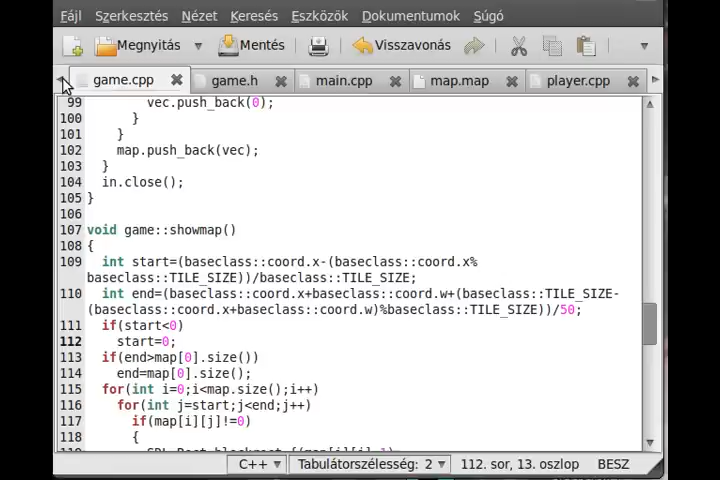 Fájl Szerkesztés Nézet Keresés Eszközök Dokumentumok Súgó
Megnyitás Mentés Visszavonás
game.cpp game.h main.cpp map.map player.cpp
99 vec.push_back(0);
100 }
101 }
102 map.push_back(vec);
103 }
104 in.close();
105 }
106
107 void game::showmap()
108 {
109 int start=(baseclass::coord.x-(baseclass::coord.x%
baseclass::TILE_SIZE))/baseclass::TILE_SIZE;
110 int end=(baseclass::coord.x+baseclass::coord.w+(baseclass::TILE_SIZE-
(baseclass::coord.x+baseclass::coord.w)%baseclass::TILE_SIZE))/50;
111 if(start<0)
112 start=0;
113 if(end>map[0].size())
114 end=map[0].size();
115 for(int i=0;i<map.size();i++)
116 for(int j=start;j<end;j++)
117 if(map[i][j]!=0)
118 {
C++ Tabulátorszélesség: 2 112. sor, 13. oszlop BESZ